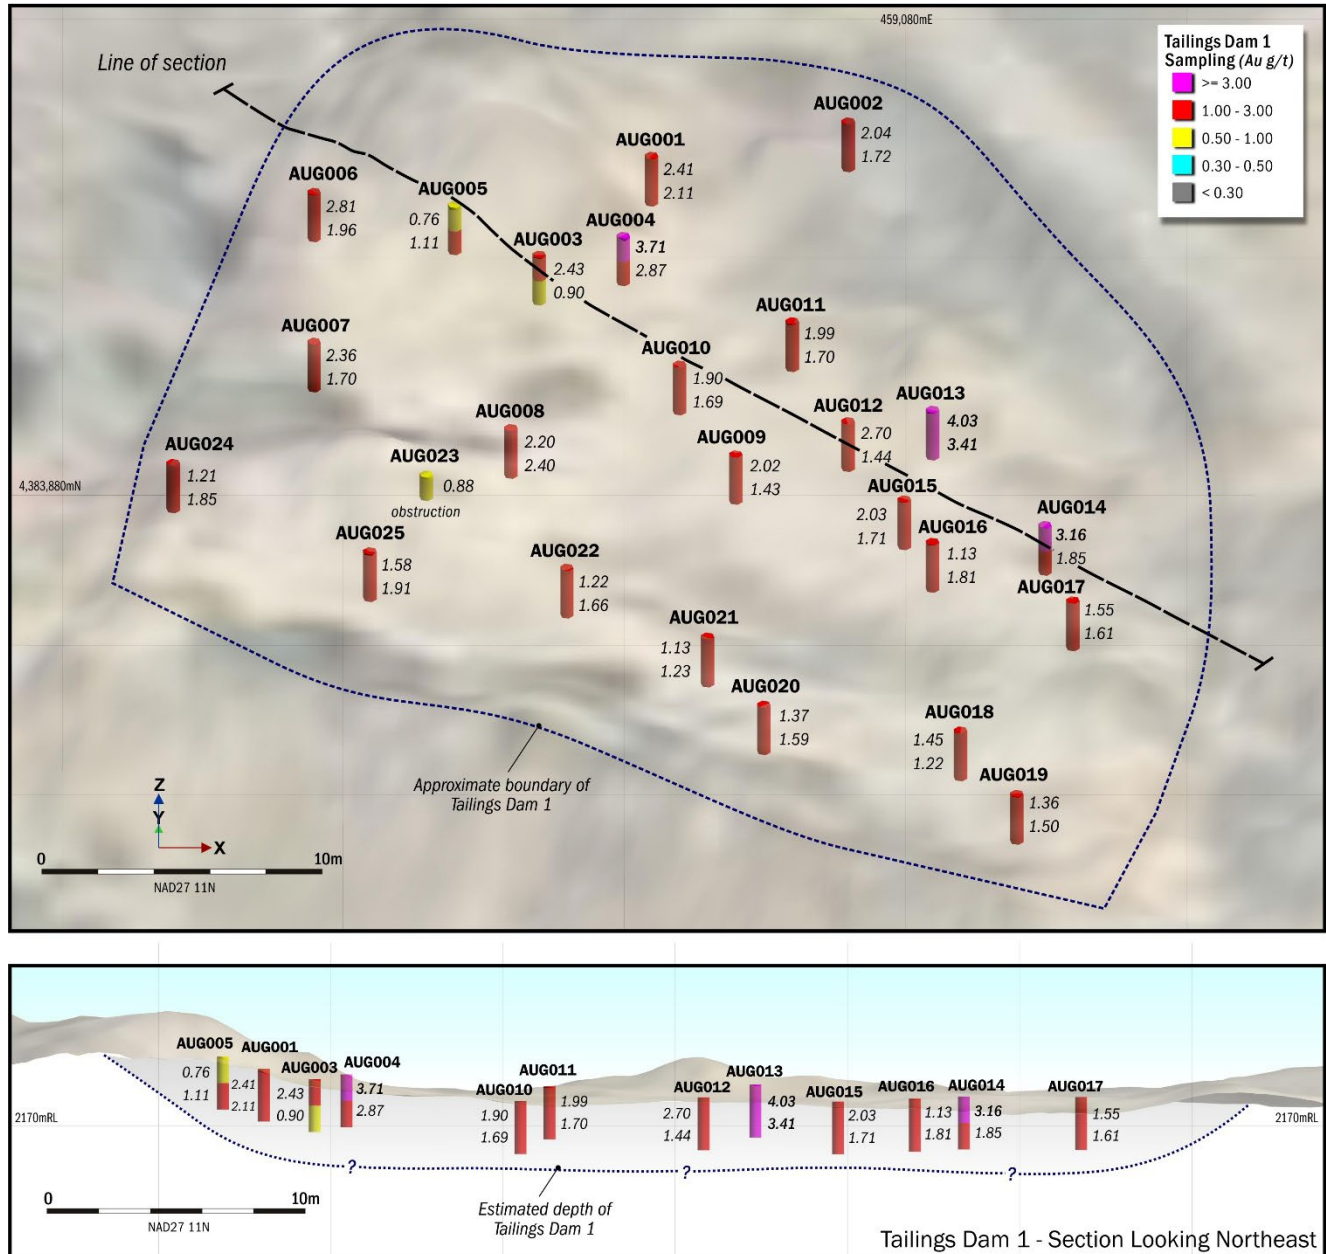 459,080mE
Line of section
Tailings Dam 1
Sampling (Au g/t)
>= 3.00
1.00 - 3.00
0.50 - 1.00
0.30 - 0.50
< 0.30
AUG002
2.04
1.72
AUG001
2.41
2.11
AUG006
2.81
1.96
AUG005
0.76
1.11
AUG004
3.71
2.87
AUG003
2.43
0.90
AUG011
1.99
1.70
AUG007
2.36
1.70
AUG010
1.90
1.69
AUG013
4.03
3.41
AUG012
2.70
1.44
AUG008
2.20
2.40
AUG009
2.02
1.43
AUG024
1.21
1.85
AUG023
0.88
obstruction
4,383,880mN
AUG015
2.03
1.71
AUG014
3.16
1.85
AUG016
1.13
1.81
AUG025
1.58
1.91
AUG022
1.22
1.66
AUG017
1.55
1.61
AUG021
1.13
1.23
AUG020
1.37
1.59
AUG018
1.45
1.22
AUG019
1.36
1.50
Approximate boundary of
Tailings Dam 1
Z
Y
X
0 10m
NAD27 11N
AUG005
0.76
1.11
AUG001
2.41
2.11
AUG003
2.43
0.90
AUG004
3.71
2.87
AUG010
1.90
1.69
AUG011
1.99
1.70
AUG012
2.70
1.44
AUG013
4.03
3.41
AUG015
2.03
1.71
AUG016
1.13
1.81
AUG014
3.16
1.85
AUG017
1.55
1.61
2170mRL
2170mRL
? ? ?
Estimated depth of
Tailings Dam 1
0 10m
NAD27 11N
Tailings Dam 1 - Section Looking Northeast